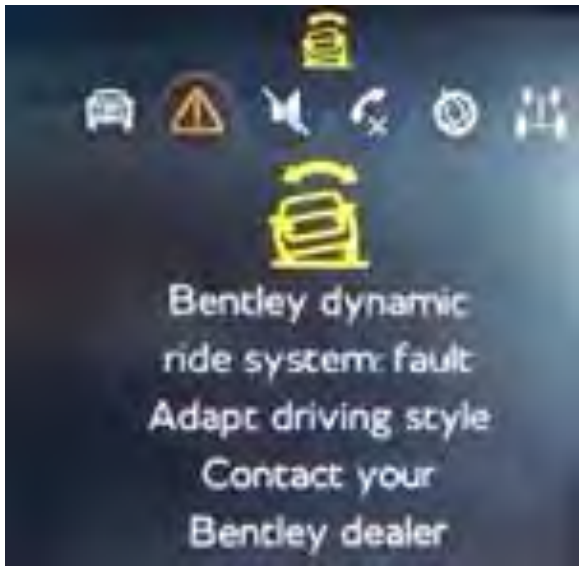 Bentley dynamic
ride system: fault
Adapt driving style
Contact your
Bentley dealer